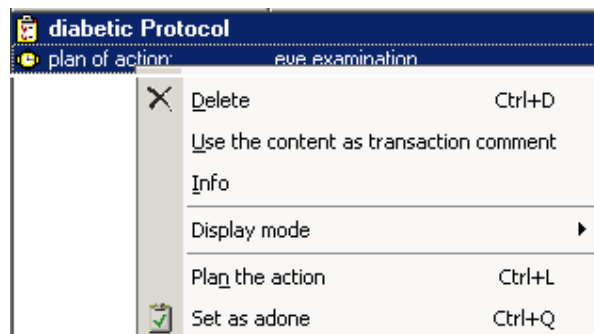 diabetic Protocol
plan of action: eye examination
Delete Ctrl+D
Use the content as transaction comment
Info
Display mode
Plan the action Ctrl+L
Set as adone Ctrl+Q